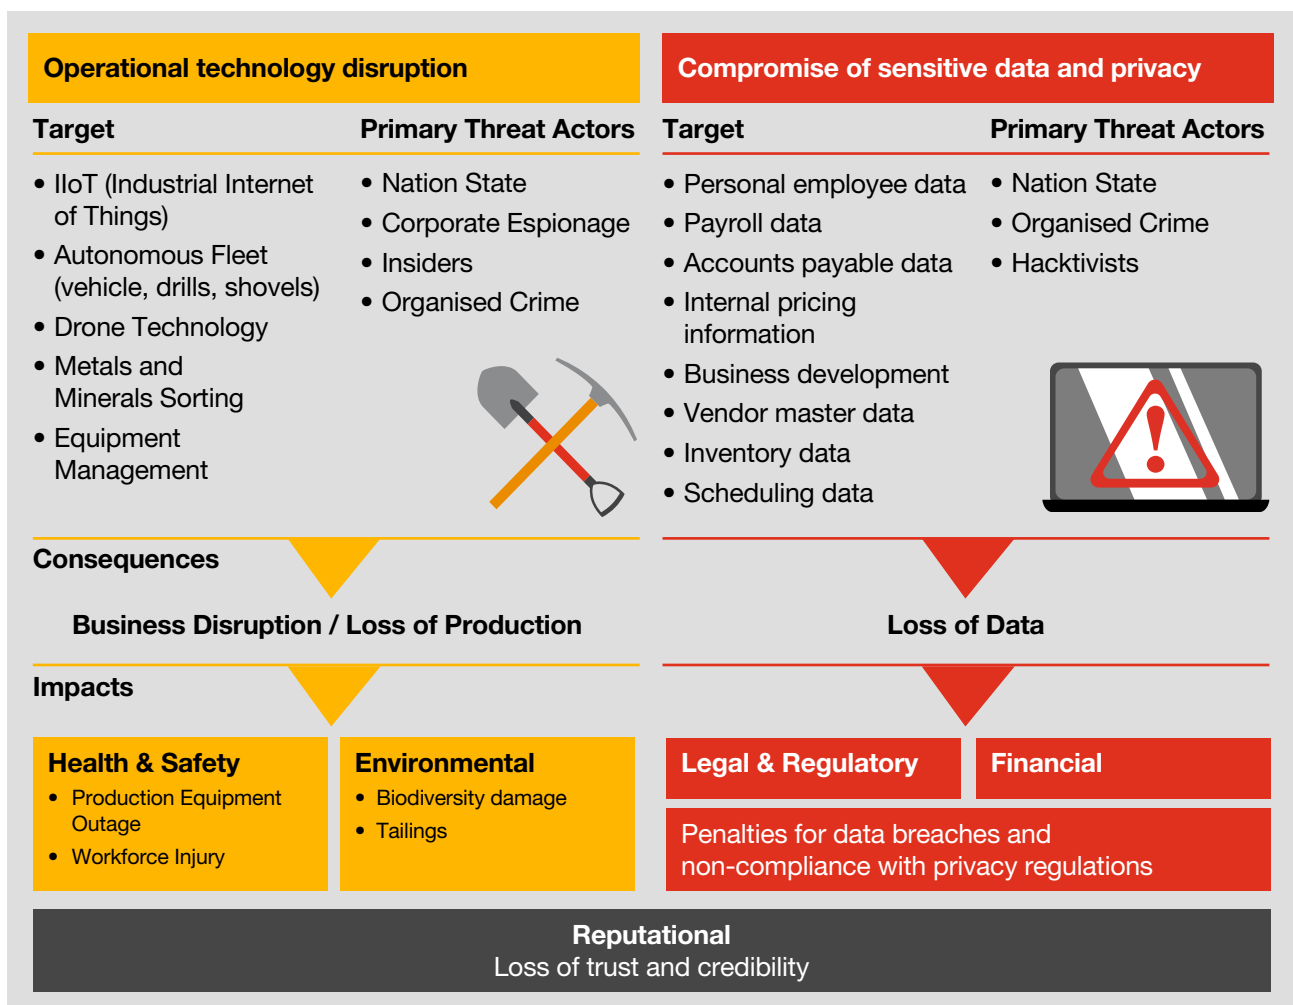 Operational technology disruption
Target
Primary Threat Actors
• IIoT (Industrial Internet
of Things)
• Autonomous Fleet
(vehicle, drills, shovels)
• Drone Technology
• Metals and
Minerals Sorting
• Equipment
Management
• Nation State
• Corporate Espionage
• Insiders
• Organised Crime
Compromise of sensitive data and privacy
Target
Primary Threat Actors
• Personal employee data
• Payroll data
• Accounts payable data
• Internal pricing
information
• Business development
• Vendor master data
• Inventory data
• Scheduling data
• Nation State
• Organised Crime
• Hacktivists
Consequences
Business Disruption / Loss of Production
Loss of Data
Impacts
Health & Safety
• Production Equipment
Outage
• Workforce Injury
Environmental
• Biodiversity damage
• Tailings
Legal & Regulatory
Financial
Penalties for data breaches and
non-compliance with privacy regulations
Reputational
Loss of trust and credibility